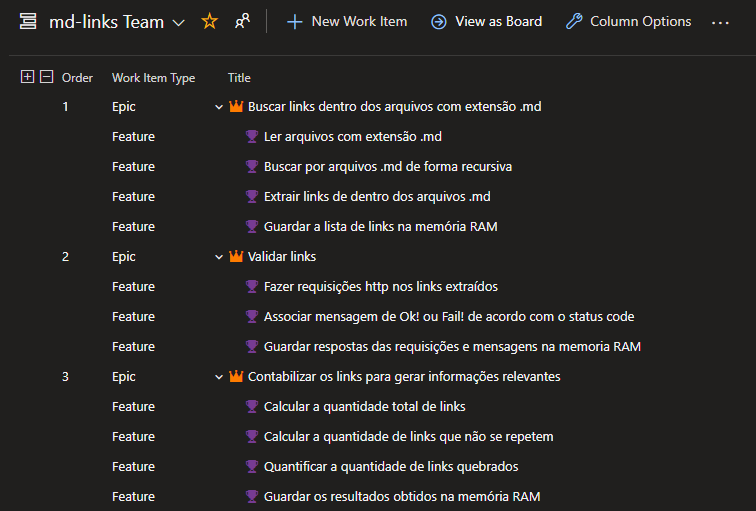 md-links Team
New Work Item
View as Board
Column Options
Order Work Item Type Title
1 Epic Buscar links dentro dos arquivos com extensão .md
Feature Ler arquivos com extensão .md
Feature Buscar por arquivos .md de forma recursiva
Feature Extrair links de dentro dos arquivos .md
Feature Guardar a lista de links na memória RAM
2 Epic Validar links
Feature Fazer requisições http nos links extraídos
Feature Associar mensagem de Ok! ou Fail! de acordo com o status code
Feature Guardar respostas das requisições e mensagens na memoria RAM
3 Epic Contabilizar os links para gerar informações relevantes
Feature Calcular a quantidade total de links
Feature Calcular a quantidade de links que não se repetem
Feature Quantificar a quantidade de links quebrados
Feature Guardar os resultados obtidos na memória RAM